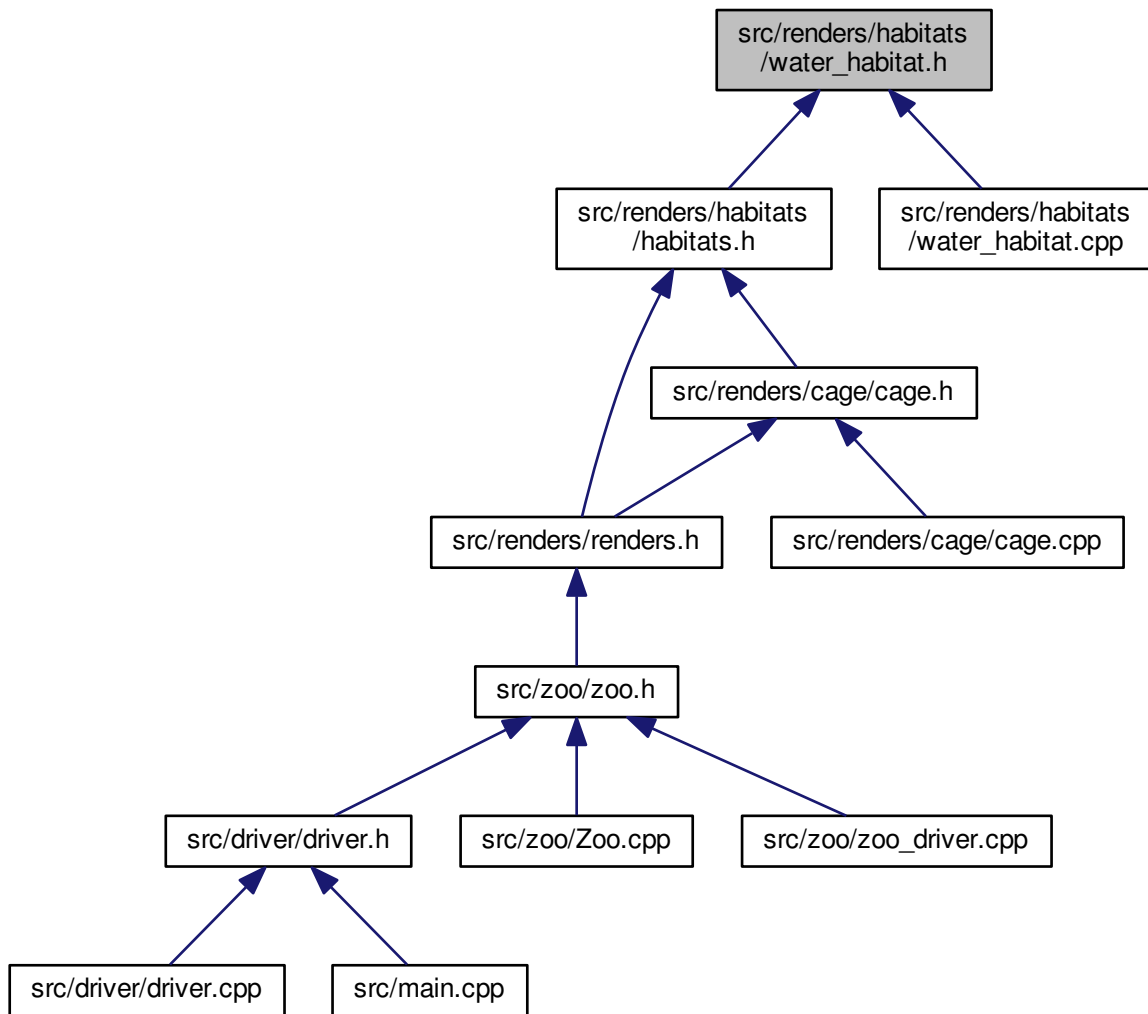 src/renders/habitats
/water_habitat.h
src/renders/habitats
/habitats.h
src/renders/habitats
/water_habitat.cpp
src/renders/cage/cage.h
src/renders/renders.h
src/renders/cage/cage.cpp
src/zoo/zoo.h
src/driver/driver.h
src/zoo/Zoo.cpp
src/zoo/zoo_driver.cpp
src/driver/driver.cpp
src/main.cpp